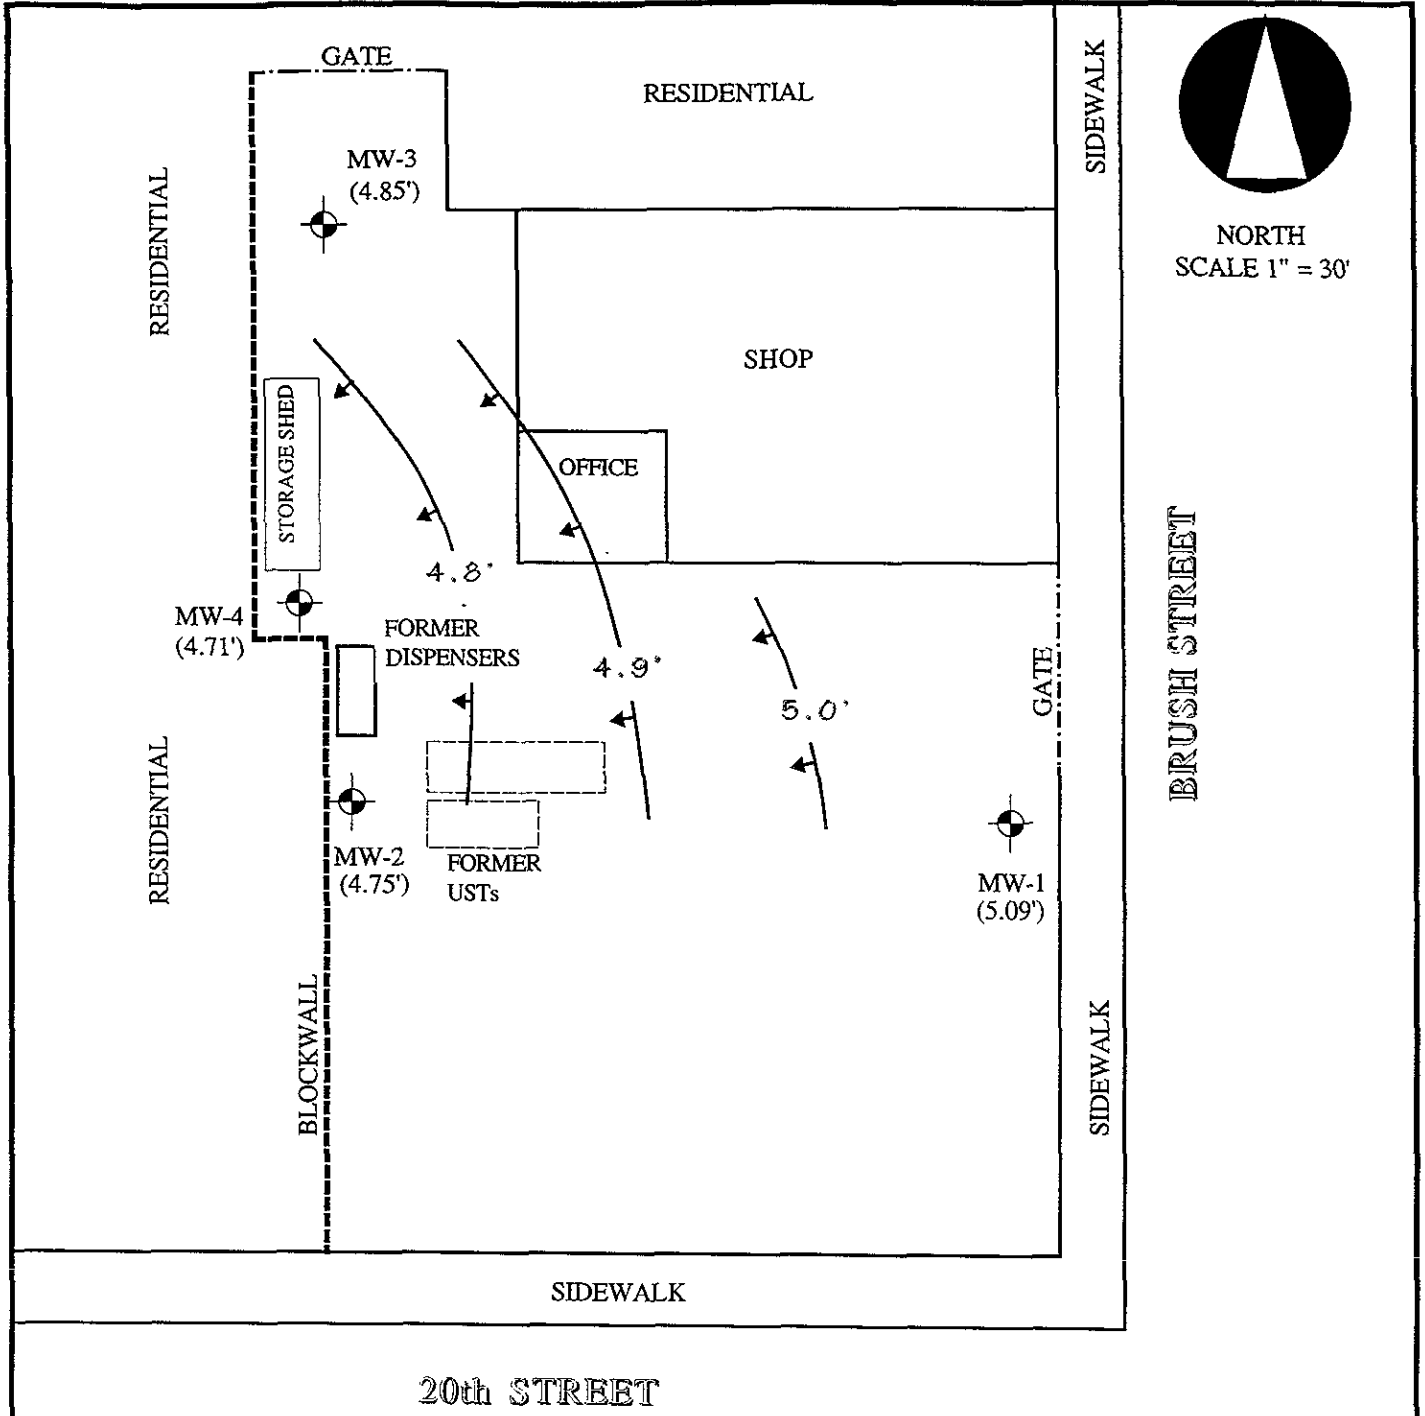 GATE
RESIDENTIAL
SIDEWALK
MW-3
(4.85')
RESIDENTIAL
NORTH
SCALE 1" = 30'
SHOP
STORAGE SHED
OFFICE
4.8'
MW-4
(4.71')
FORMER
DISPENSERS
4.9'
5.0'
GATE
BRUSH STREET
RESIDENTIAL
MW-2
(4.75')
FORMER
USTs
MW-1
(5.09')
BLOCKWALL
SIDEWALK
SIDEWALK
20th STREET